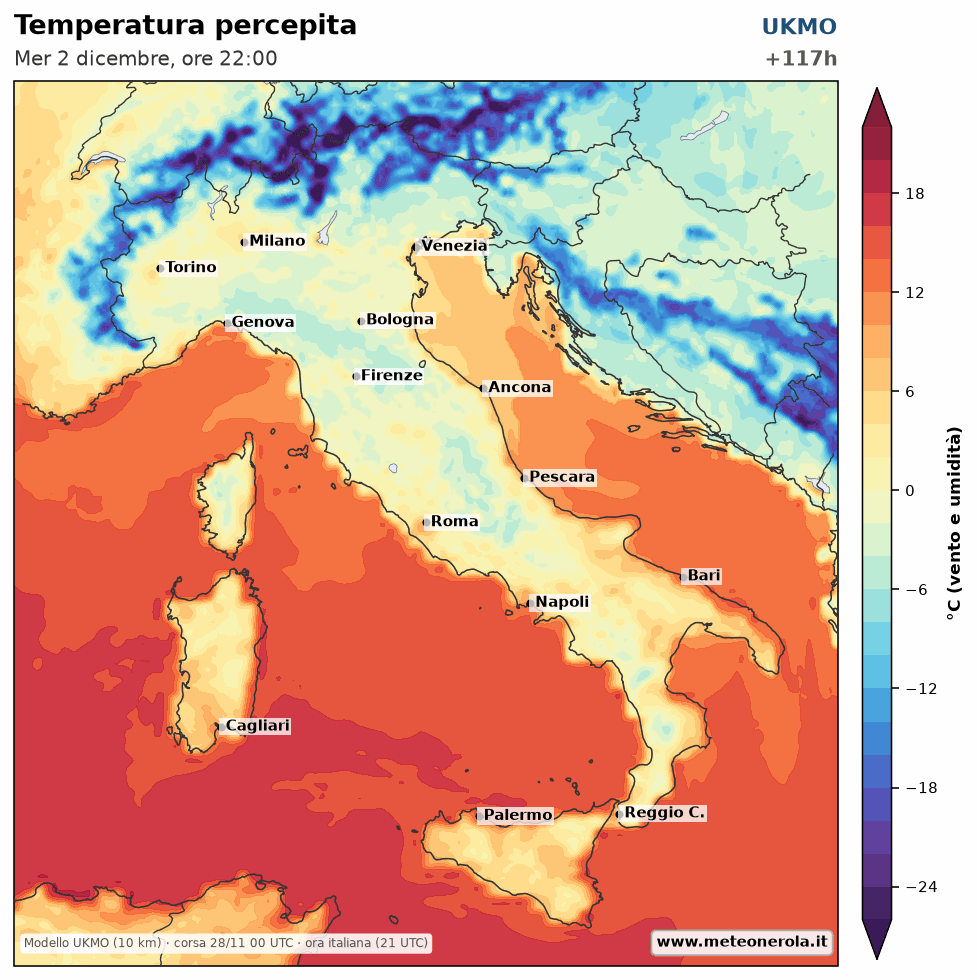 Temperatura percepita
UKMO
Mer 2 dicembre, ore 22:00
+117h
Milano
Venezia
Torino
Genova
Bologna
Firenze
Ancona
Pescara
Roma
Bari
Napoli
Cagliari
Palermo
Reggio C.
18
12
6
0
−6
−12
−18
−24
°C (vento e umidità)
Modello UKMO (10 km) · corsa 28/11 00 UTC · ora italiana (21 UTC)
www.meteonerola.it